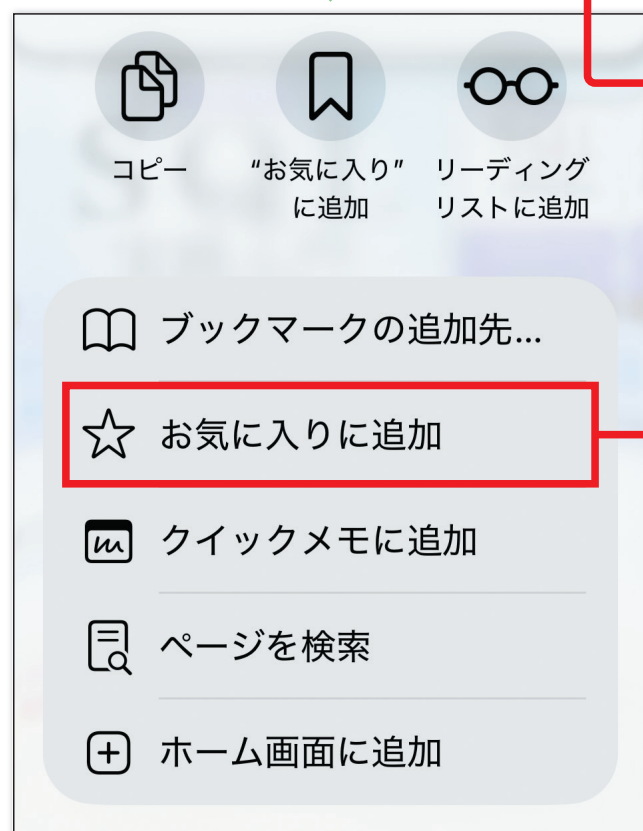 コピー
“お気に入り”
に追加
リーディング
リストに追加
ブックマークの追加先...
お気に入りに追加
クイックメモに追加
ページを検索
ホーム画面に追加